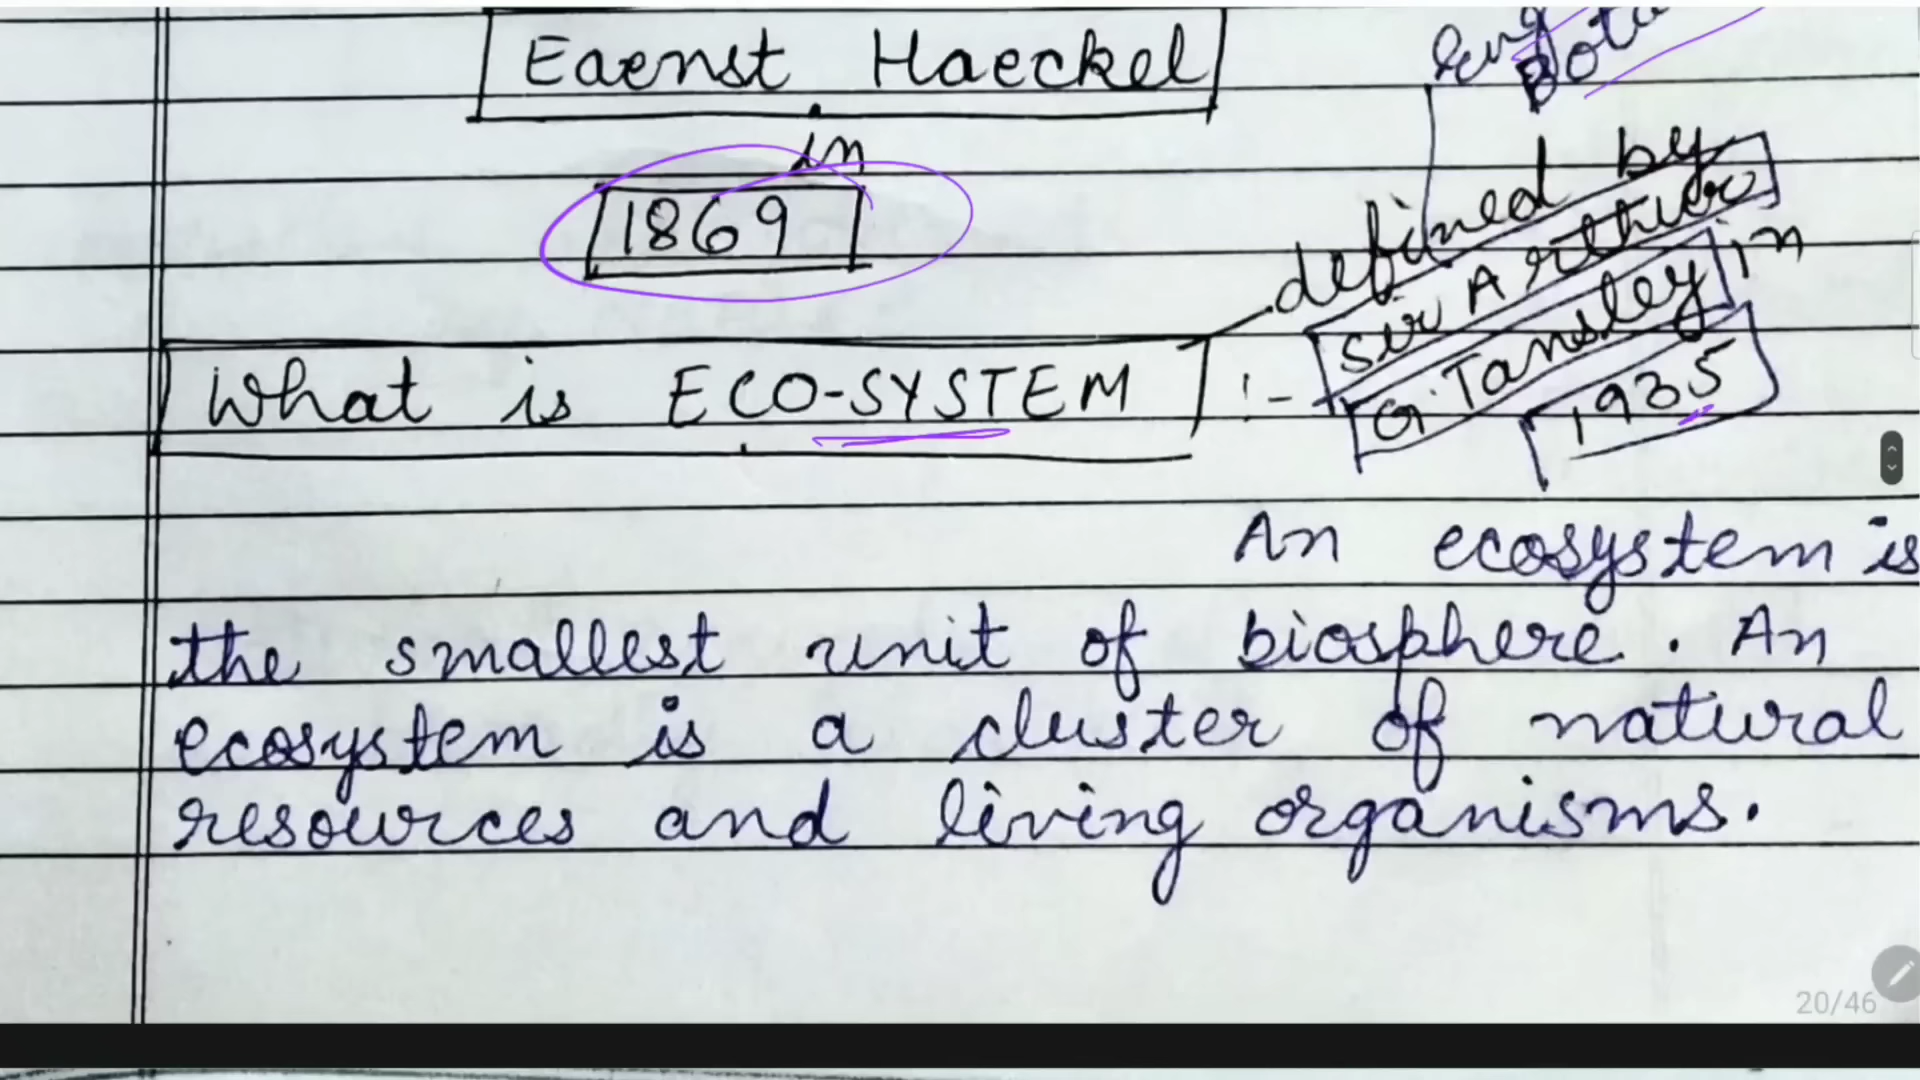 Eaenst Haeckel
in
1869
defined by
Sir Arthur
G. Tansley in
1935
What is ECO-SYSTEM :-
An ecosystem is
the smallest unit of biosphere. An
ecosystem is a cluster of natural
resources and living organisms.
20/46